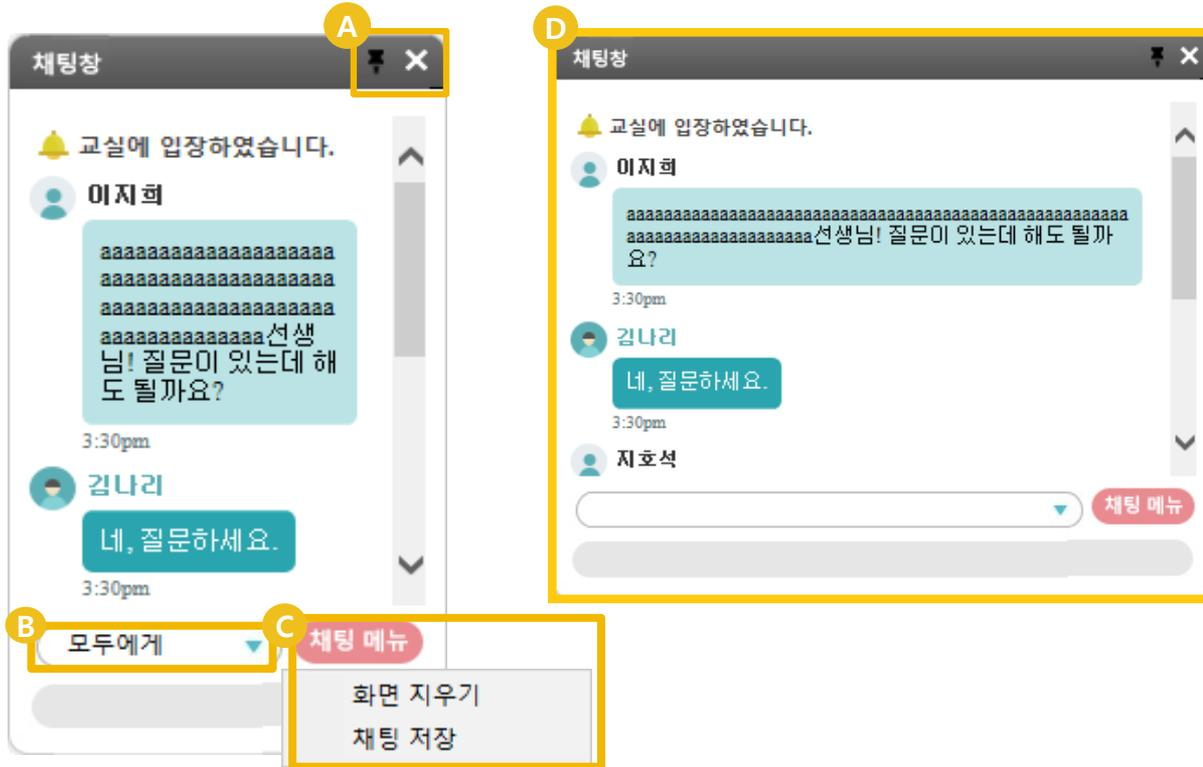 A
채팅창
교실에 입장하였습니다.
이지희
aaaaaaaaaaaaaaaaaaaa
aaaaaaaaaaaaaaaaaaaa
aaaaaaaaaaaaaaaaaaaa
aaaaaaaaaaaaaa선생
님! 질문이 있는데 해
도 될까요?
3:30pm
김나리
네, 질문하세요.
3:30pm
B
모두에게
C
채팅 메뉴
화면 지우기
채팅 저장
D
채팅창
교실에 입장하였습니다.
이지희
aaaaaaaaaaaaaaaaaaaaaaaaaaaaaaaaaaaaaaaaaaaaaaaaaaaaaa
aaaaaaaaaaaaaaaaaaaa선생님! 질문이 있는데 해도 될까
요?
3:30pm
김나리
네, 질문하세요.
3:30pm
지호석
채팅 메뉴